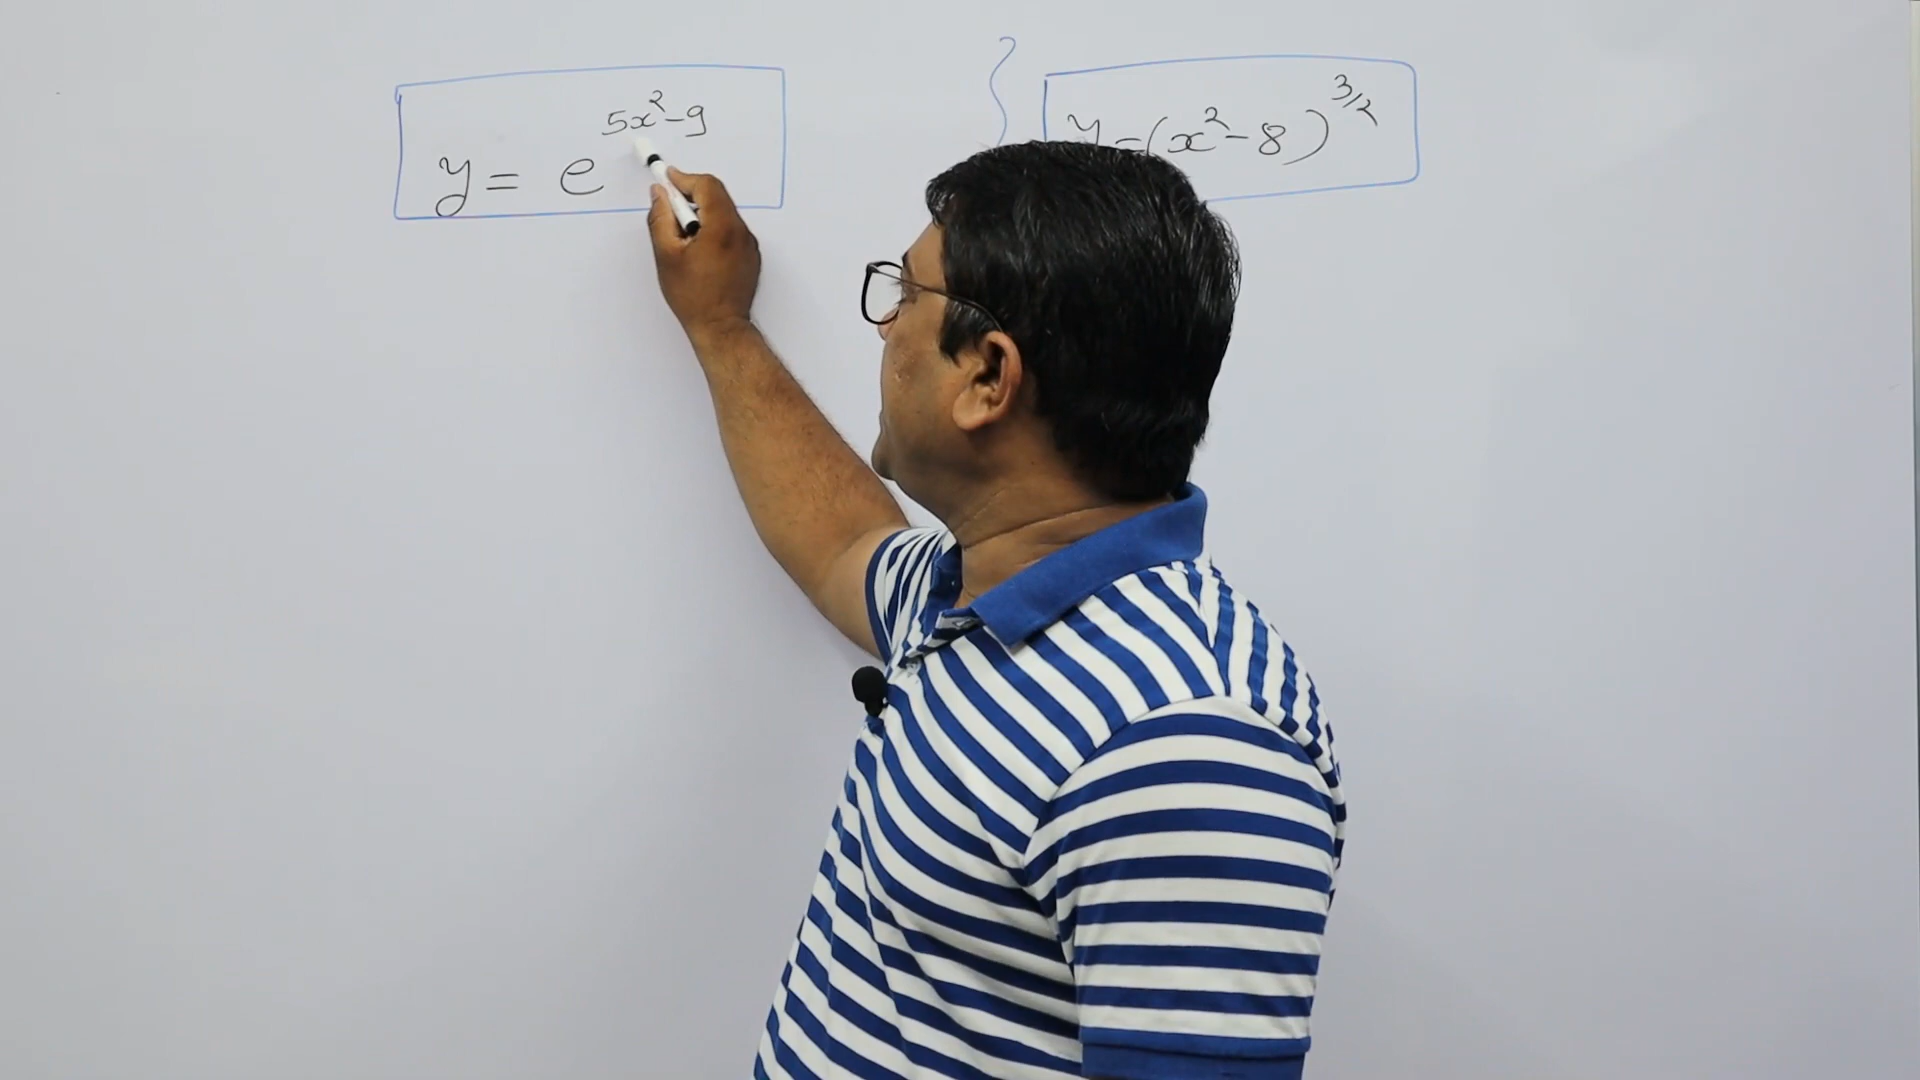 y = e^{5x²-9}
y=(x²-8)^{3/2}